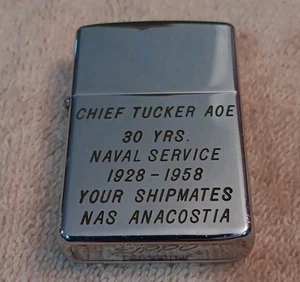 CHIEF TUCKER AOE
30 YRS.
NAVAL SERVICE
1928-1958
YOUR SHIPMATES
NAS ANACOSTIA